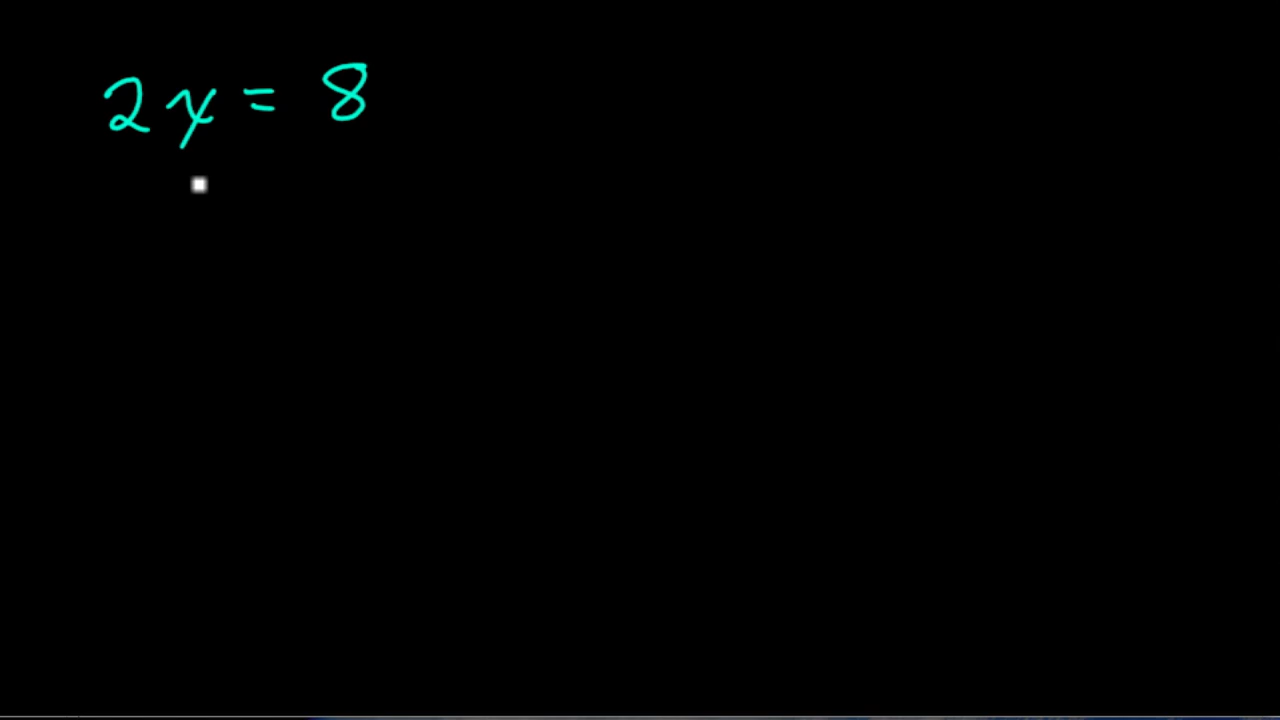 2x = 8